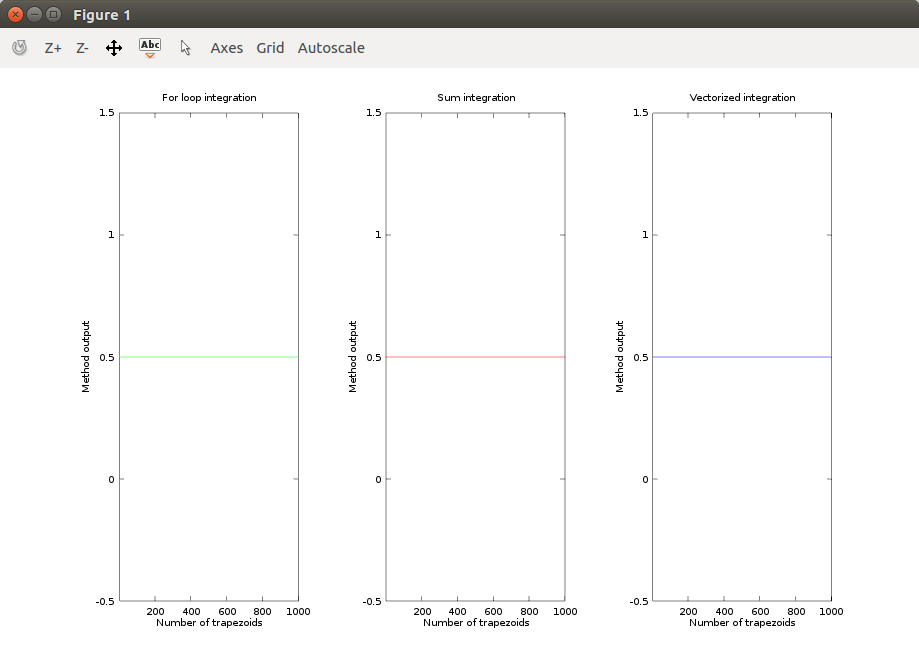 Figure 1
Z+ Z- Abc Axes Grid Autoscale
For loop integration
1.5
1
0.5
0
-0.5
Method output
200 400 600 800 1000
Number of trapezoids
Sum integration
1.5
1
0.5
0
-0.5
Method output
200 400 600 800 1000
Number of trapezoids
Vectorized integration
1.5
1
0.5
0
-0.5
Method output
200 400 600 800 1000
Number of trapezoids